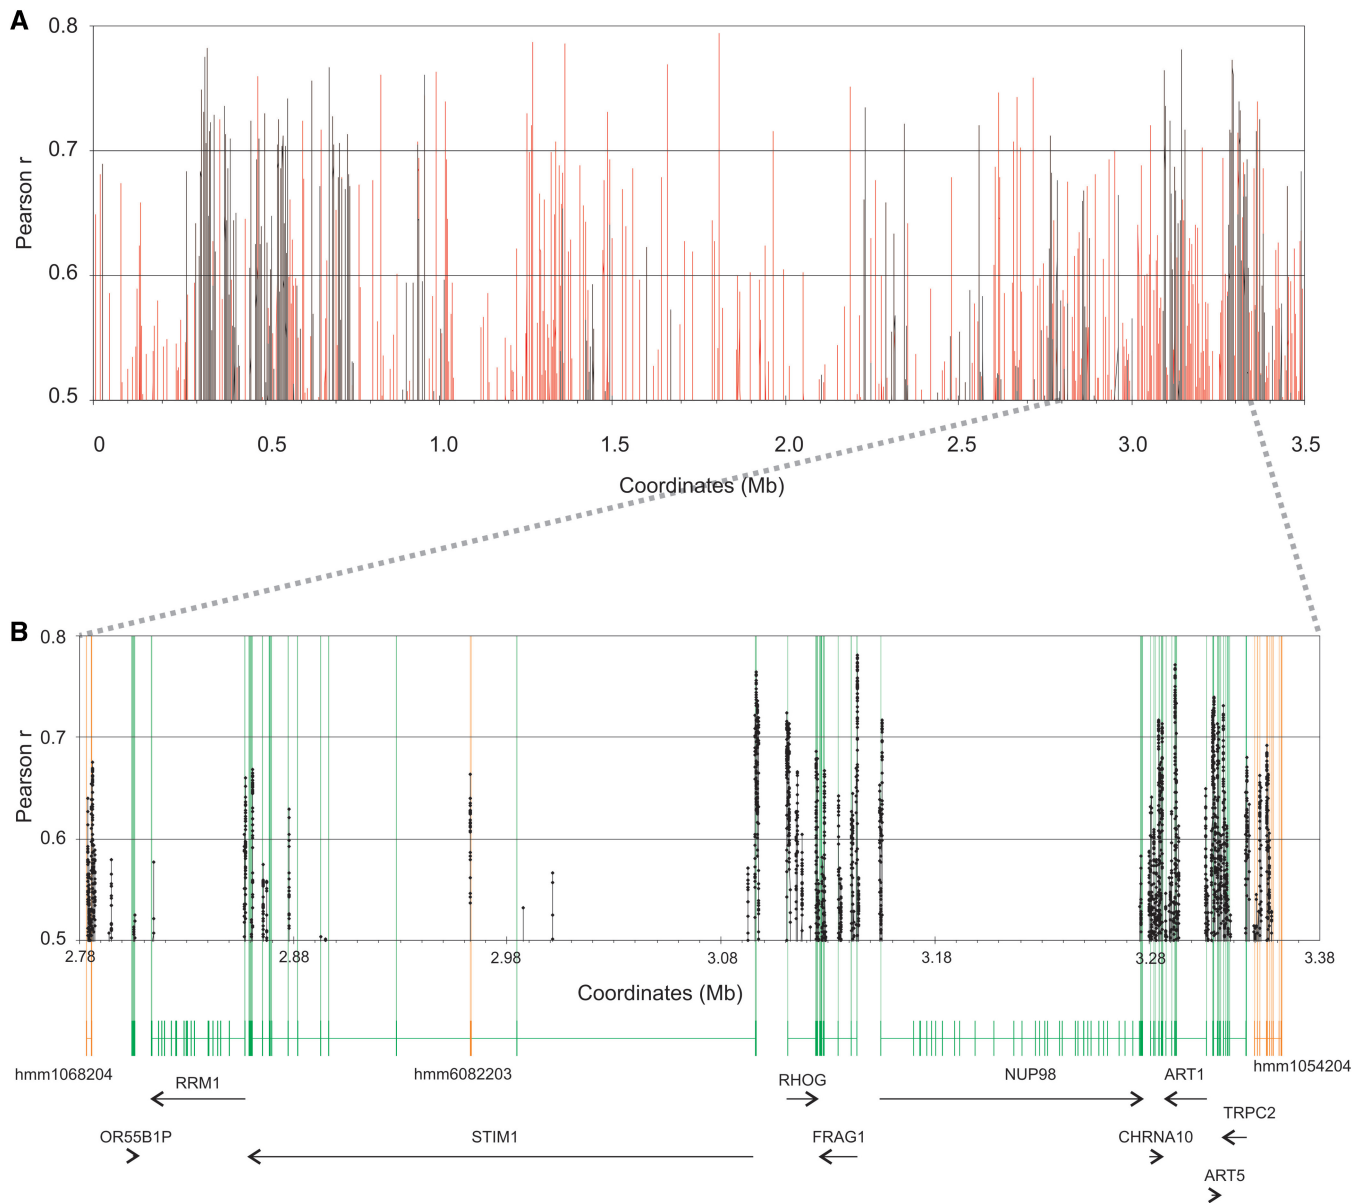 A
0.8
0.7
0.6
0.5
Pearson r
0 0.5 1.0 1.5 2.0 2.5 3.0 3.5
Coordinates (Mb)
B
0.8
0.7
0.6
0.5
Pearson r
2.78 2.88 2.98 3.08 3.18 3.28 3.38
Coordinates (Mb)
hmm1068204 RRM1 hmm6082203 RHOG NUP98 ART1 hmm1054204
TRPC2
OR55B1P STIM1 FRAG1 CHRNA10
ART5